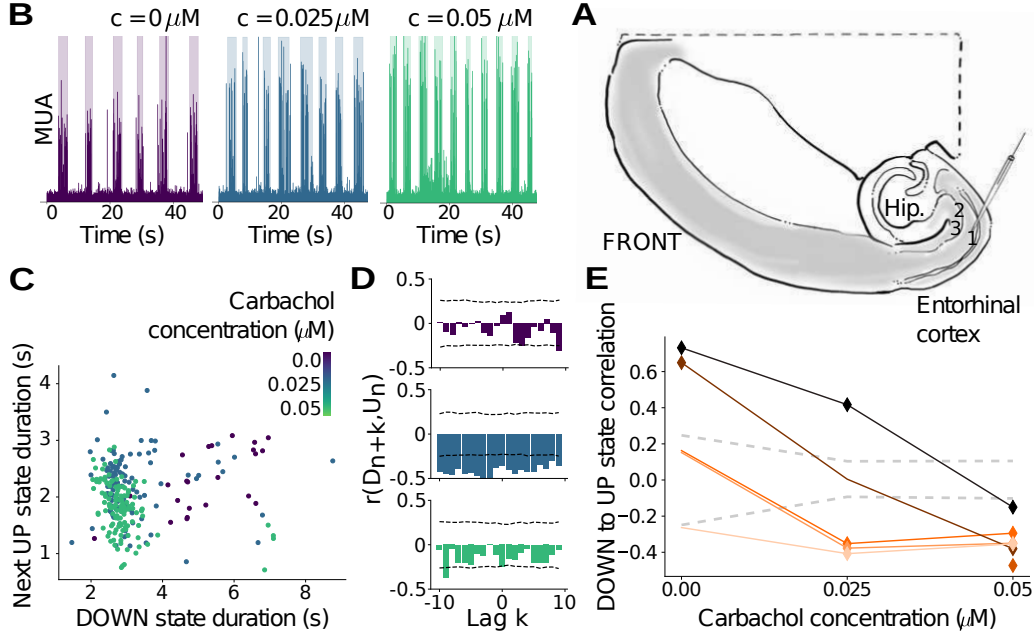 B
c = 0 μM
c = 0.025 μM
c = 0.05 μM
MUA
0 20 40
0 20 40
0 20 40
Time (s)
Time (s)
Time (s)
A
Hip.
2
3
1
FRONT
Entorhinal
cortex
C
Carbachol
concentration (μM)
0.0
0.025
0.05
Next UP state duration (s)
4
3
2
1
2 4 6 8
DOWN state duration (s)
D
r(Dn+k,Un)
0.5
0
-0.5
0.5
0
-0.5
0.5
0
-0.5
-10 0 10
Lag k
E
DOWN to UP state correlation
0.6
0.4
0.2
0.0
−0.2
−0.4
0.00 0.025 0.05
Carbachol concentration (μM)